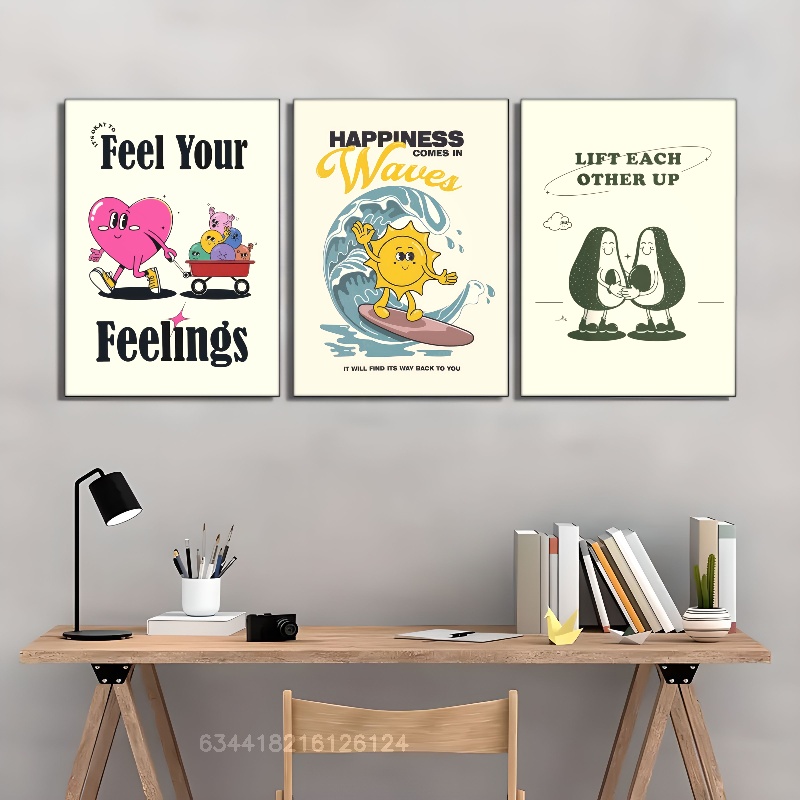 IT'S OKAY TO
Feel Your
Feelings
HAPPINESS
COMES IN
Waves
IT WILL FIND ITS WAY BACK TO YOU
LIFT EACH
OTHER UP
634418216126124